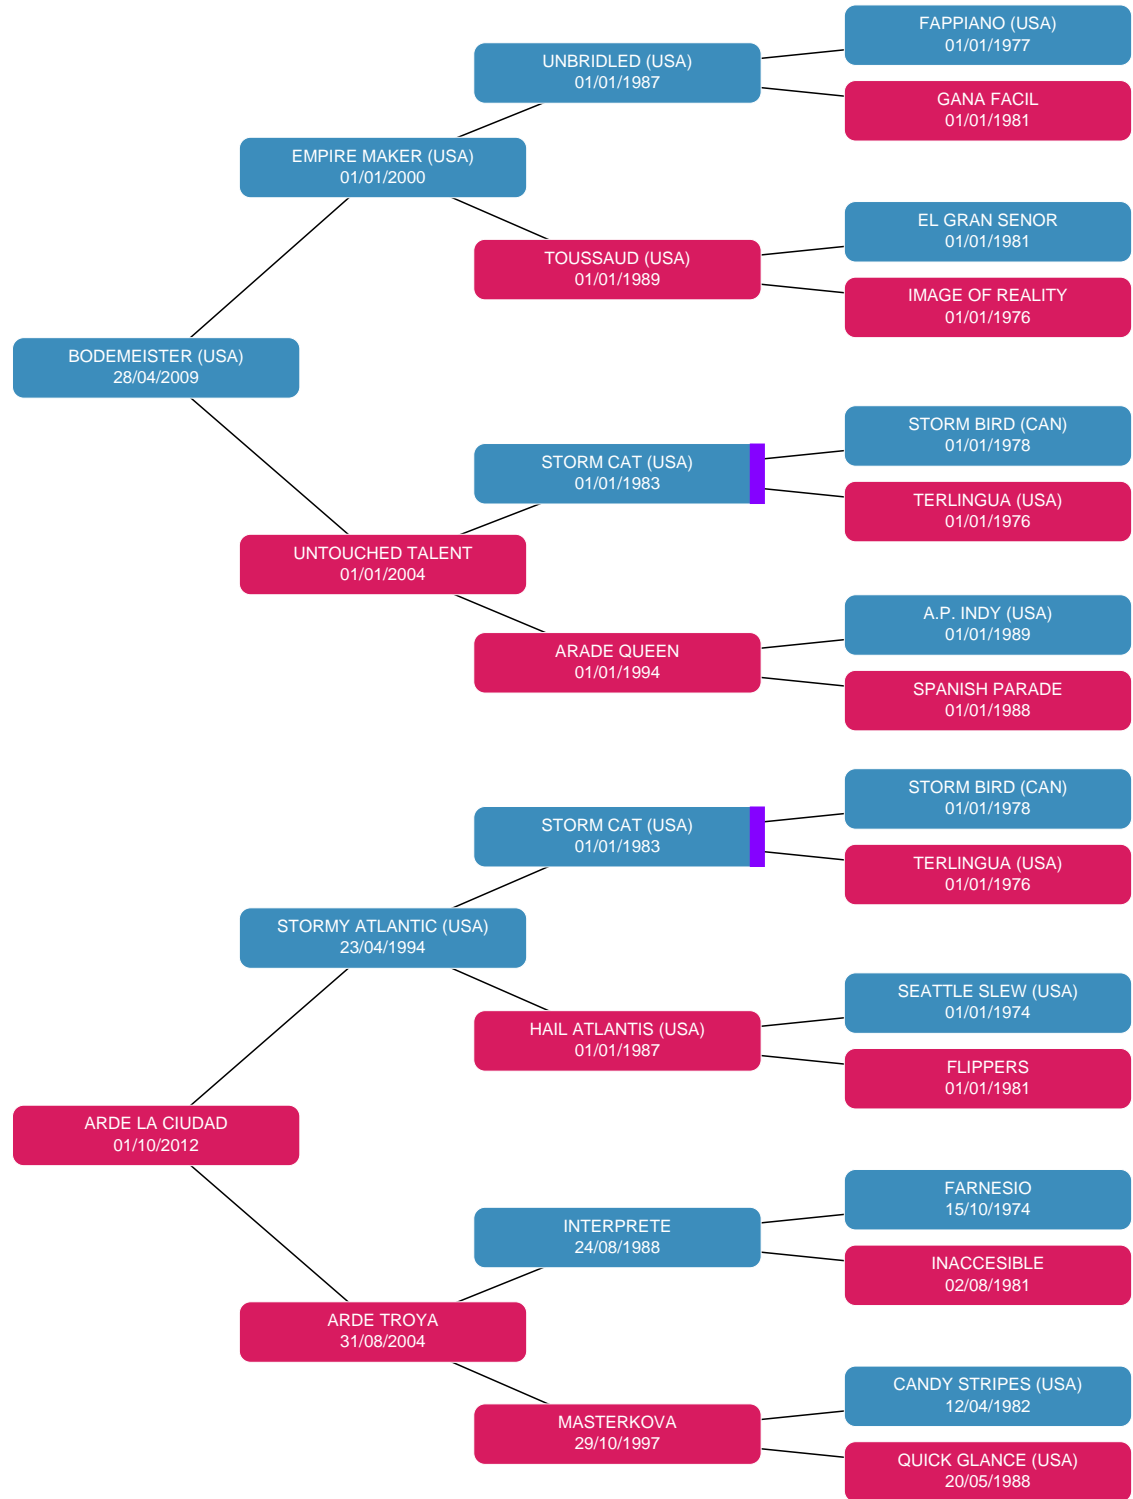 FAPPIANO (USA)
01/01/1977
UNBRIDLED (USA)
01/01/1987
GANA FACIL
01/01/1981
EMPIRE MAKER (USA)
01/01/2000
EL GRAN SENOR
01/01/1981
TOUSSAUD (USA)
01/01/1989
IMAGE OF REALITY
01/01/1976
BODEMEISTER (USA)
28/04/2009
STORM BIRD (CAN)
01/01/1978
STORM CAT (USA)
01/01/1983
TERLINGUA (USA)
01/01/1976
UNTOUCHED TALENT
01/01/2004
A.P. INDY (USA)
01/01/1989
ARADE QUEEN
01/01/1994
SPANISH PARADE
01/01/1988
STORM BIRD (CAN)
01/01/1978
STORM CAT (USA)
01/01/1983
TERLINGUA (USA)
01/01/1976
STORMY ATLANTIC (USA)
23/04/1994
SEATTLE SLEW (USA)
01/01/1974
HAIL ATLANTIS (USA)
01/01/1987
FLIPPERS
01/01/1981
ARDE LA CIUDAD
01/10/2012
FARNESIO
15/10/1974
INTERPRETE
24/08/1988
INACCESIBLE
02/08/1981
ARDE TROYA
31/08/2004
CANDY STRIPES (USA)
12/04/1982
MASTERKOVA
29/10/1997
QUICK GLANCE (USA)
20/05/1988